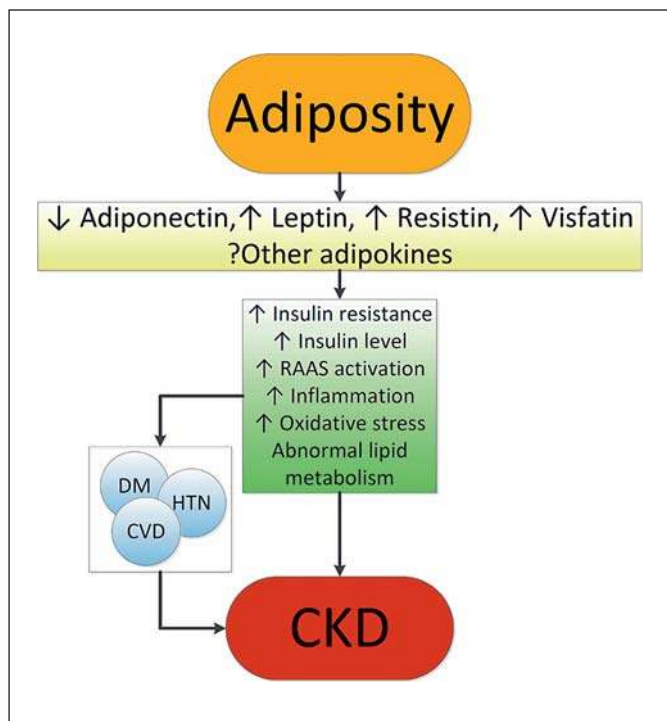 Adiposity
↓ Adiponectin,↑ Leptin, ↑ Resistin, ↑ Visfatin
?Other adipokines
↑ Insulin resistance
↑ Insulin level
↑ RAAS activation
↑ Inflammation
↑ Oxidative stress
Abnormal lipid
metabolism
DM
HTN
CVD
CKD